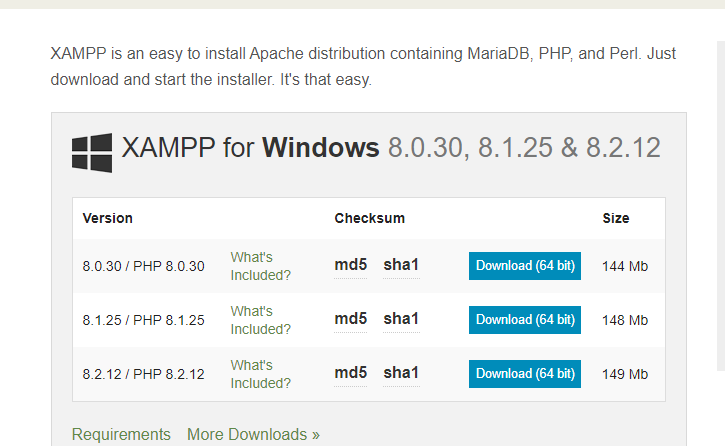 XAMPP is an easy to install Apache distribution containing MariaDB, PHP, and Perl. Just
download and start the installer. It's that easy.
XAMPP for Windows 8.0.30, 8.1.25 & 8.2.12
Version Checksum Size
8.0.30 / PHP 8.0.30 What's Included? md5 sha1 Download (64 bit) 144 Mb
8.1.25 / PHP 8.1.25 What's Included? md5 sha1 Download (64 bit) 148 Mb
8.2.12 / PHP 8.2.12 What's Included? md5 sha1 Download (64 bit) 149 Mb
Requirements More Downloads »